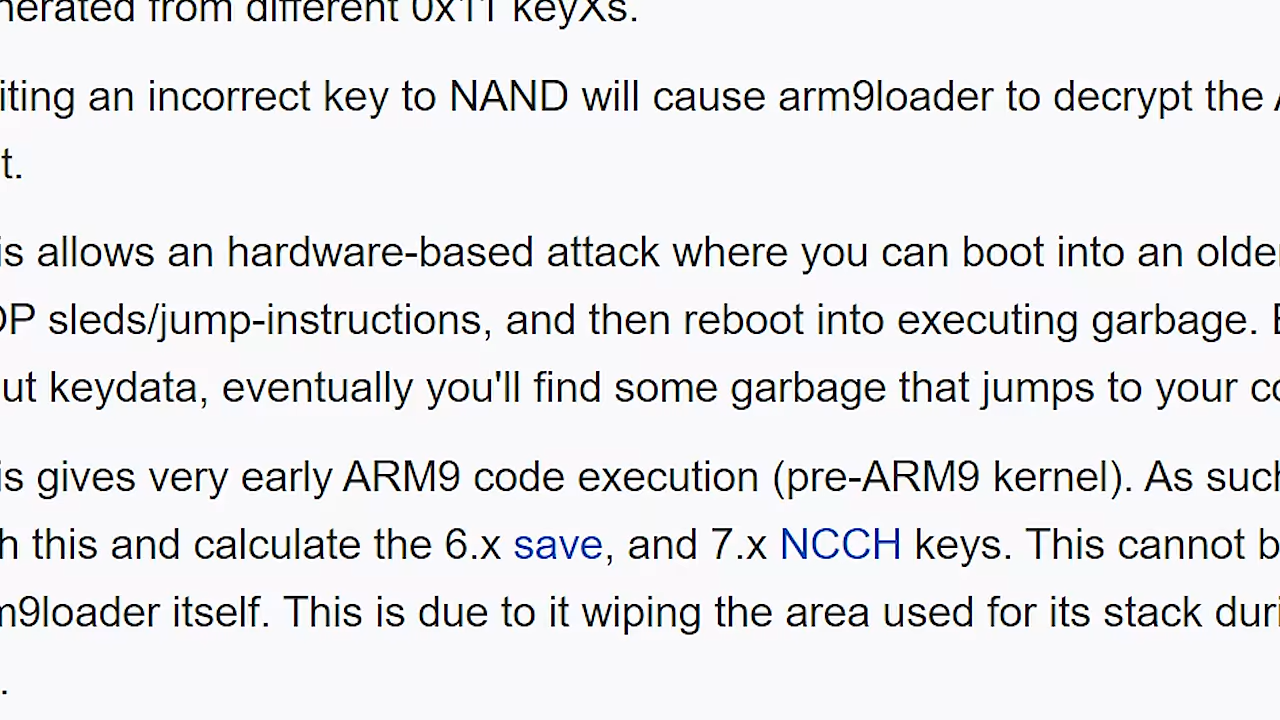 nerated from different 0x11 keyXs.
iting an incorrect key to NAND will cause arm9loader to decrypt the A
t.
is allows an hardware-based attack where you can boot into an older
OP sleds/jump-instructions, and then reboot into executing garbage. E
ut keydata, eventually you'll find some garbage that jumps to your co
is gives very early ARM9 code execution (pre-ARM9 kernel). As such
h this and calculate the 6.x save, and 7.x NCCH keys. This cannot b
m9loader itself. This is due to it wiping the area used for its stack duri
.